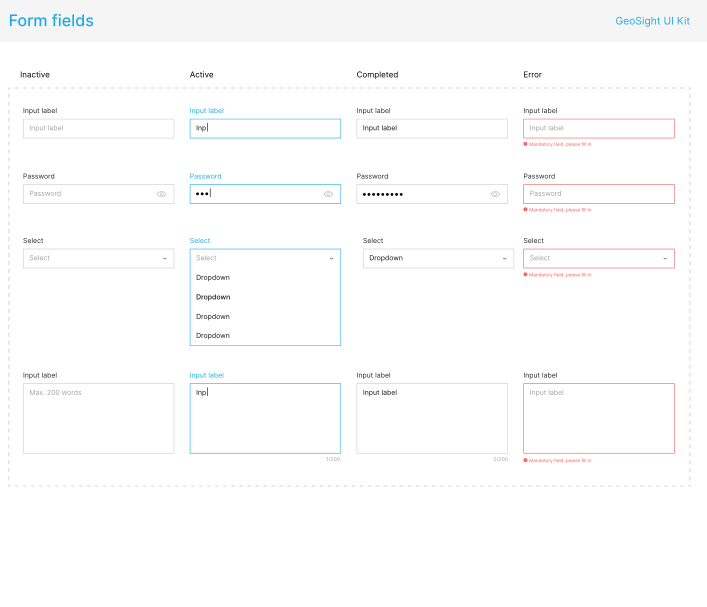 Form fields
GeoSight UI Kit
Inactive Active Completed Error
Input label Input label Input label Input label
Input label Inp Input label Input label
Mandatory field, please fill in
Password Password Password Password
Password ●●● ●●●●●●●●● Password
Mandatory field, please fill in
Select Select Select Select
Select Select Dropdown Select
Mandatory field, please fill in
Dropdown
Dropdown
Dropdown
Dropdown
Input label Input label Input label Input label
Max. 200 words Inp Input label Input label
1/200 2/200 Mandatory field, please fill in